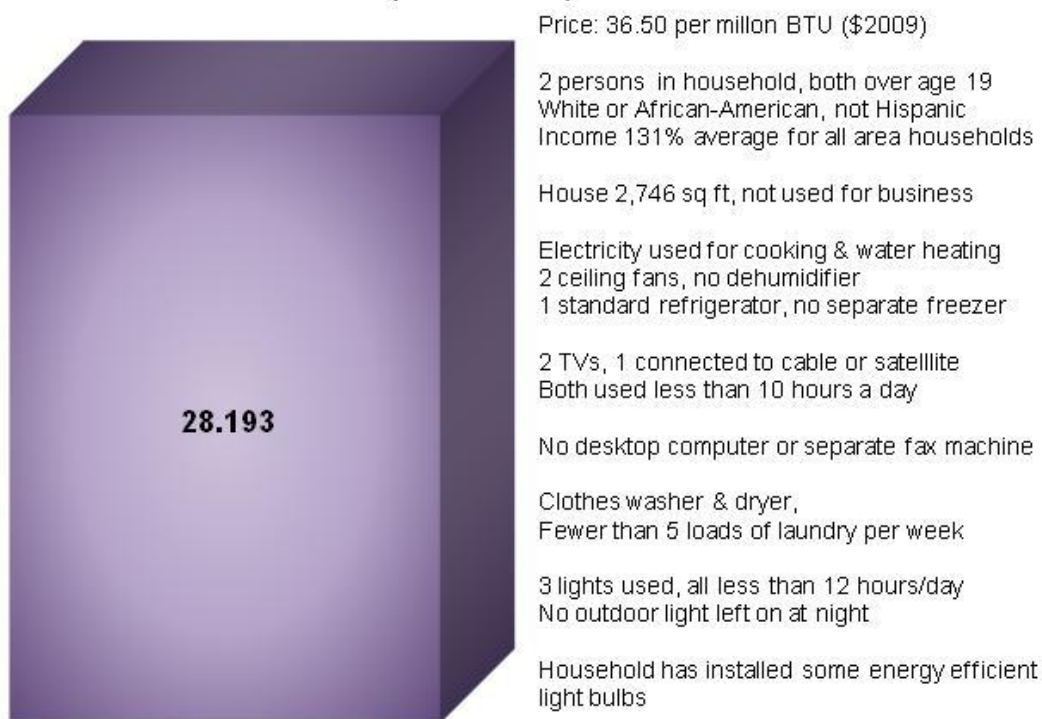 Price: 36.50 per millon BTU ($2009)
2 persons in household, both over age 19
White or African-American, not Hispanic
Income 131% average for all area households
House 2,746 sq ft, not used for business
Electricity used for cooking & water heating
2 ceiling fans, no dehumidifier
1 standard refrigerator, no separate freezer
2 TVs, 1 connected to cable or satelllite
Both used less than 10 hours a day
28.193
No desktop computer or separate fax machine
Clothes washer & dryer,
Fewer than 5 loads of laundry per week
3 lights used, all less than 12 hours/day
No outdoor light left on at night
Household has installed some energy efficient
light bulbs